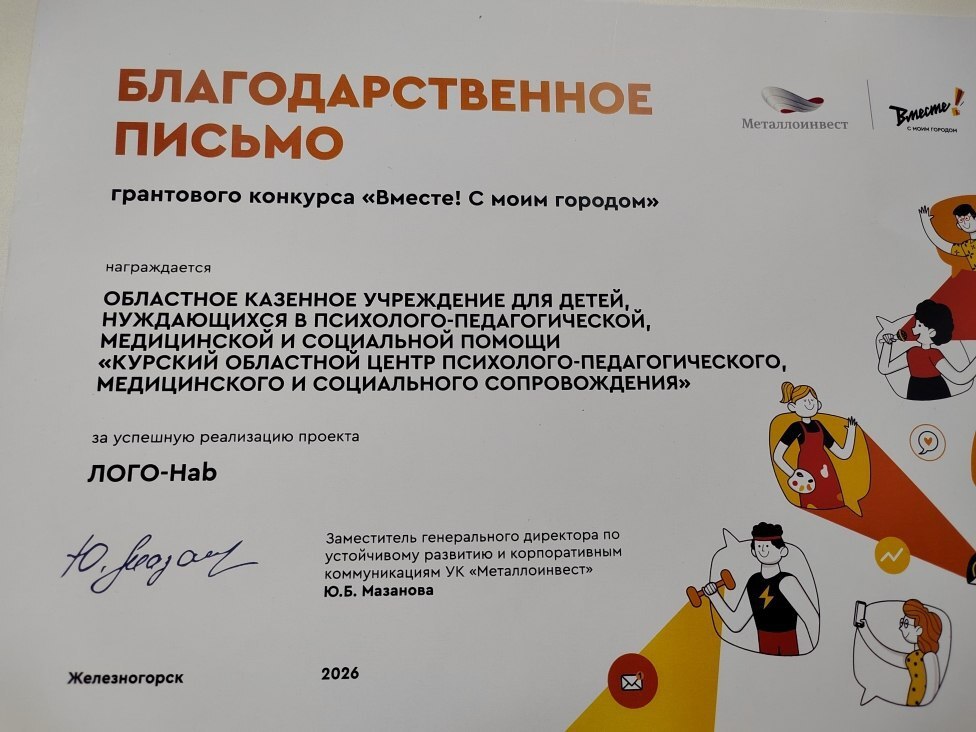 БЛАГОДАРСТВЕННОЕ
ПИСЬМО
Металлоинвест
Вместе!
С МОИМ ГОРОДОМ
грантового конкурса «Вместе! С моим городом»
награждается
ОБЛАСТНОЕ КАЗЕННОЕ УЧРЕЖДЕНИЕ ДЛЯ ДЕТЕЙ,
НУЖДАЮЩИХСЯ В ПСИХОЛОГО-ПЕДАГОГИЧЕСКОЙ,
МЕДИЦИНСКОЙ И СОЦИАЛЬНОЙ ПОМОЩИ
«КУРСКИЙ ОБЛАСТНОЙ ЦЕНТР ПСИХОЛОГО-ПЕДАГОГИЧЕСКОГО,
МЕДИЦИНСКОГО И СОЦИАЛЬНОГО СОПРОВОЖДЕНИЯ»
за успешную реализацию проекта
ЛОГО-Hab
Ю. Мазанова
Заместитель генерального директора по
устойчивому развитию и корпоративным
коммуникациям УК «Металлоинвест»
Ю.Б. Мазанова
Железногорск
2026